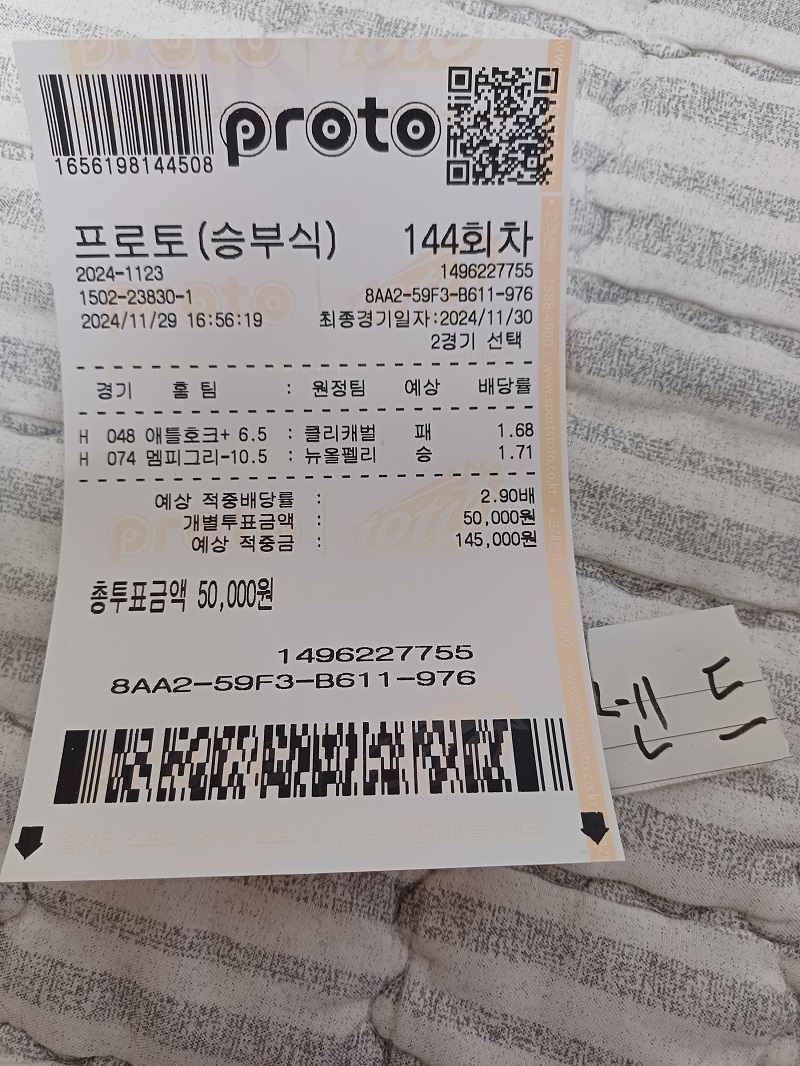 1656198144508
proto
프로토(승부식) 144회차
2024-1123 1496227755
1502-23830-1 8AA2-59F3-B611-976
2024/11/29 16:56:19 최종경기일자:2024/11/30
2경기 선택
경기 홈 팀 : 원정팀 예상 배당률
H 048 애틀호크+ 6.5 : 클리캐벌 패 1.68
H 074 멤피그리-10.5 : 뉴올펠리 승 1.71
예상 적중배당률 : 2.90배
개별투표금액 : 50,000원
예상 적중금 : 145,000원
총투표금액 50,000원
1496227755
8AA2-59F3-B611-976
센드